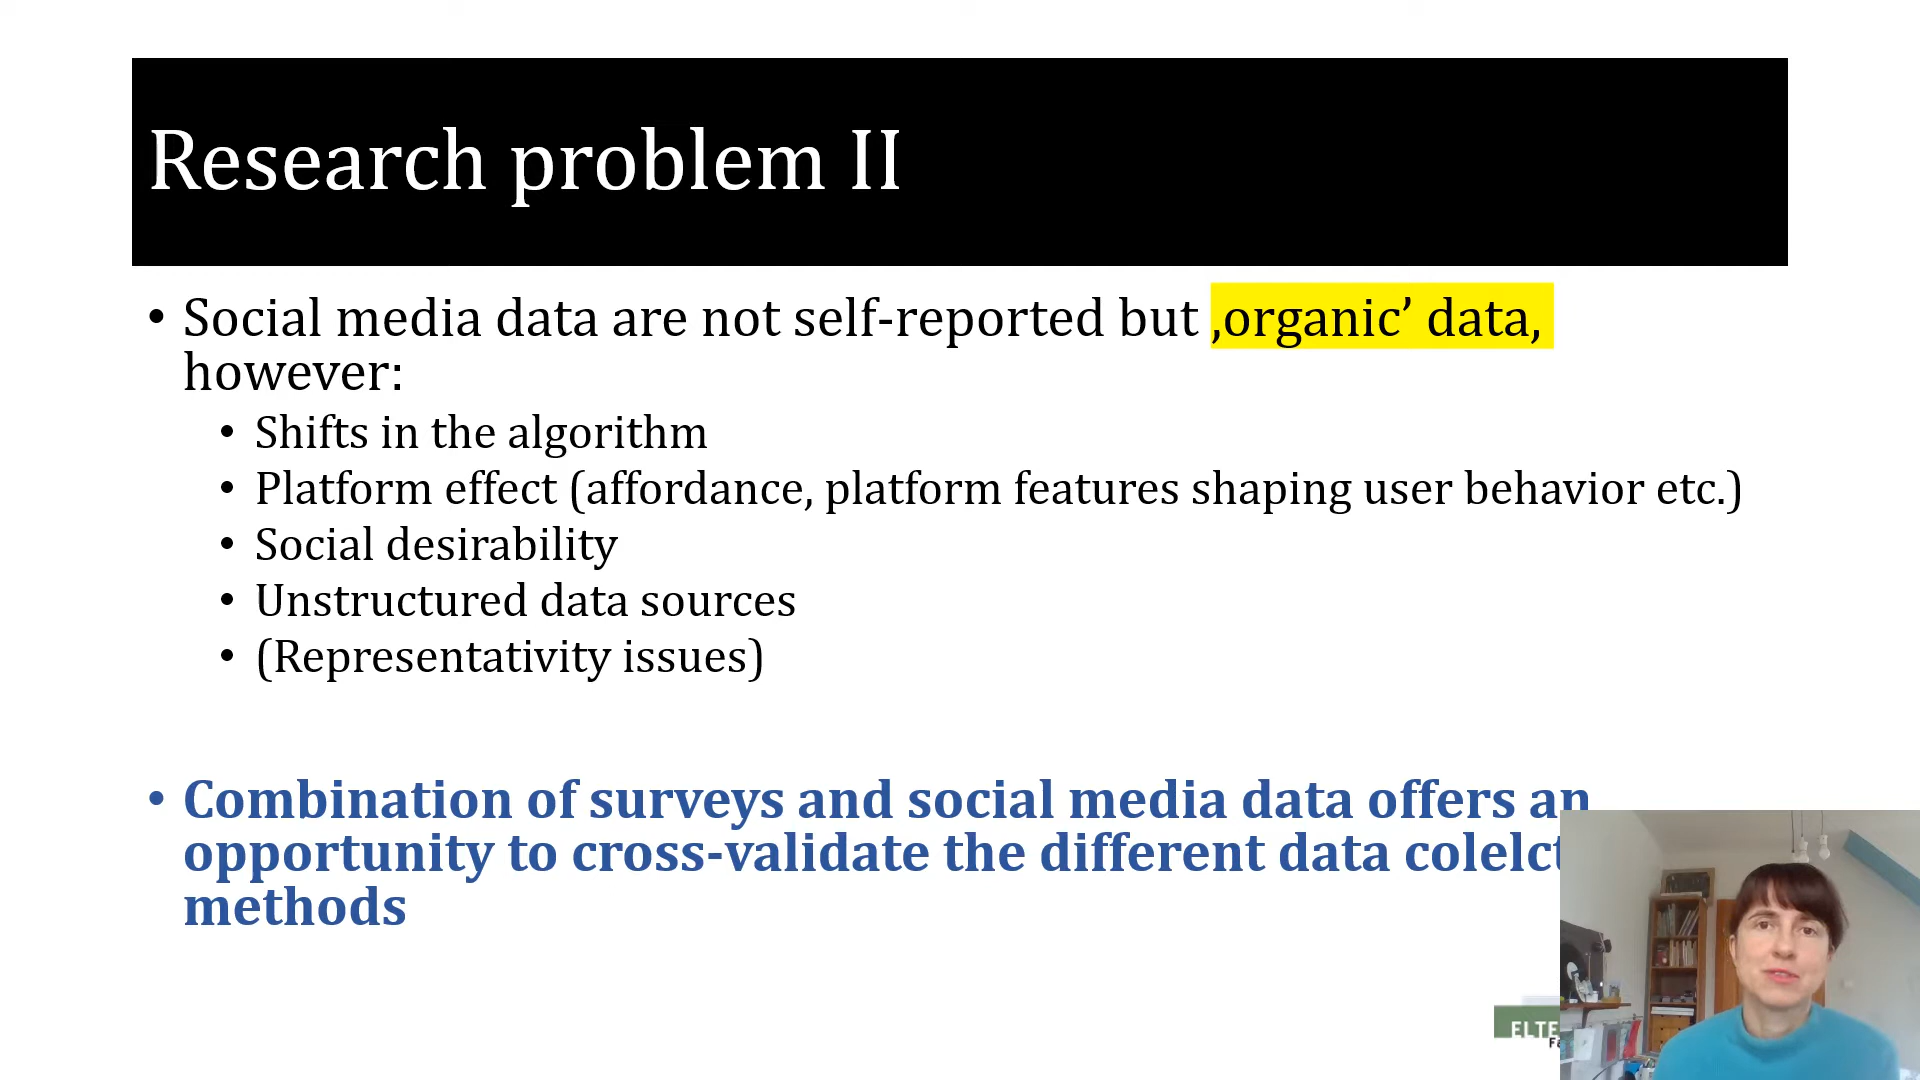 Research problem II
• Social media data are not self-reported but ‚organic’ data,
however:
• Shifts in the algorithm
• Platform effect (affordance, platform features shaping user behavior etc.)
• Social desirability
• Unstructured data sources
• (Representativity issues)
• Combination of surveys and social media data offers an
opportunity to cross-validate the different data colelct
methods
ELTE